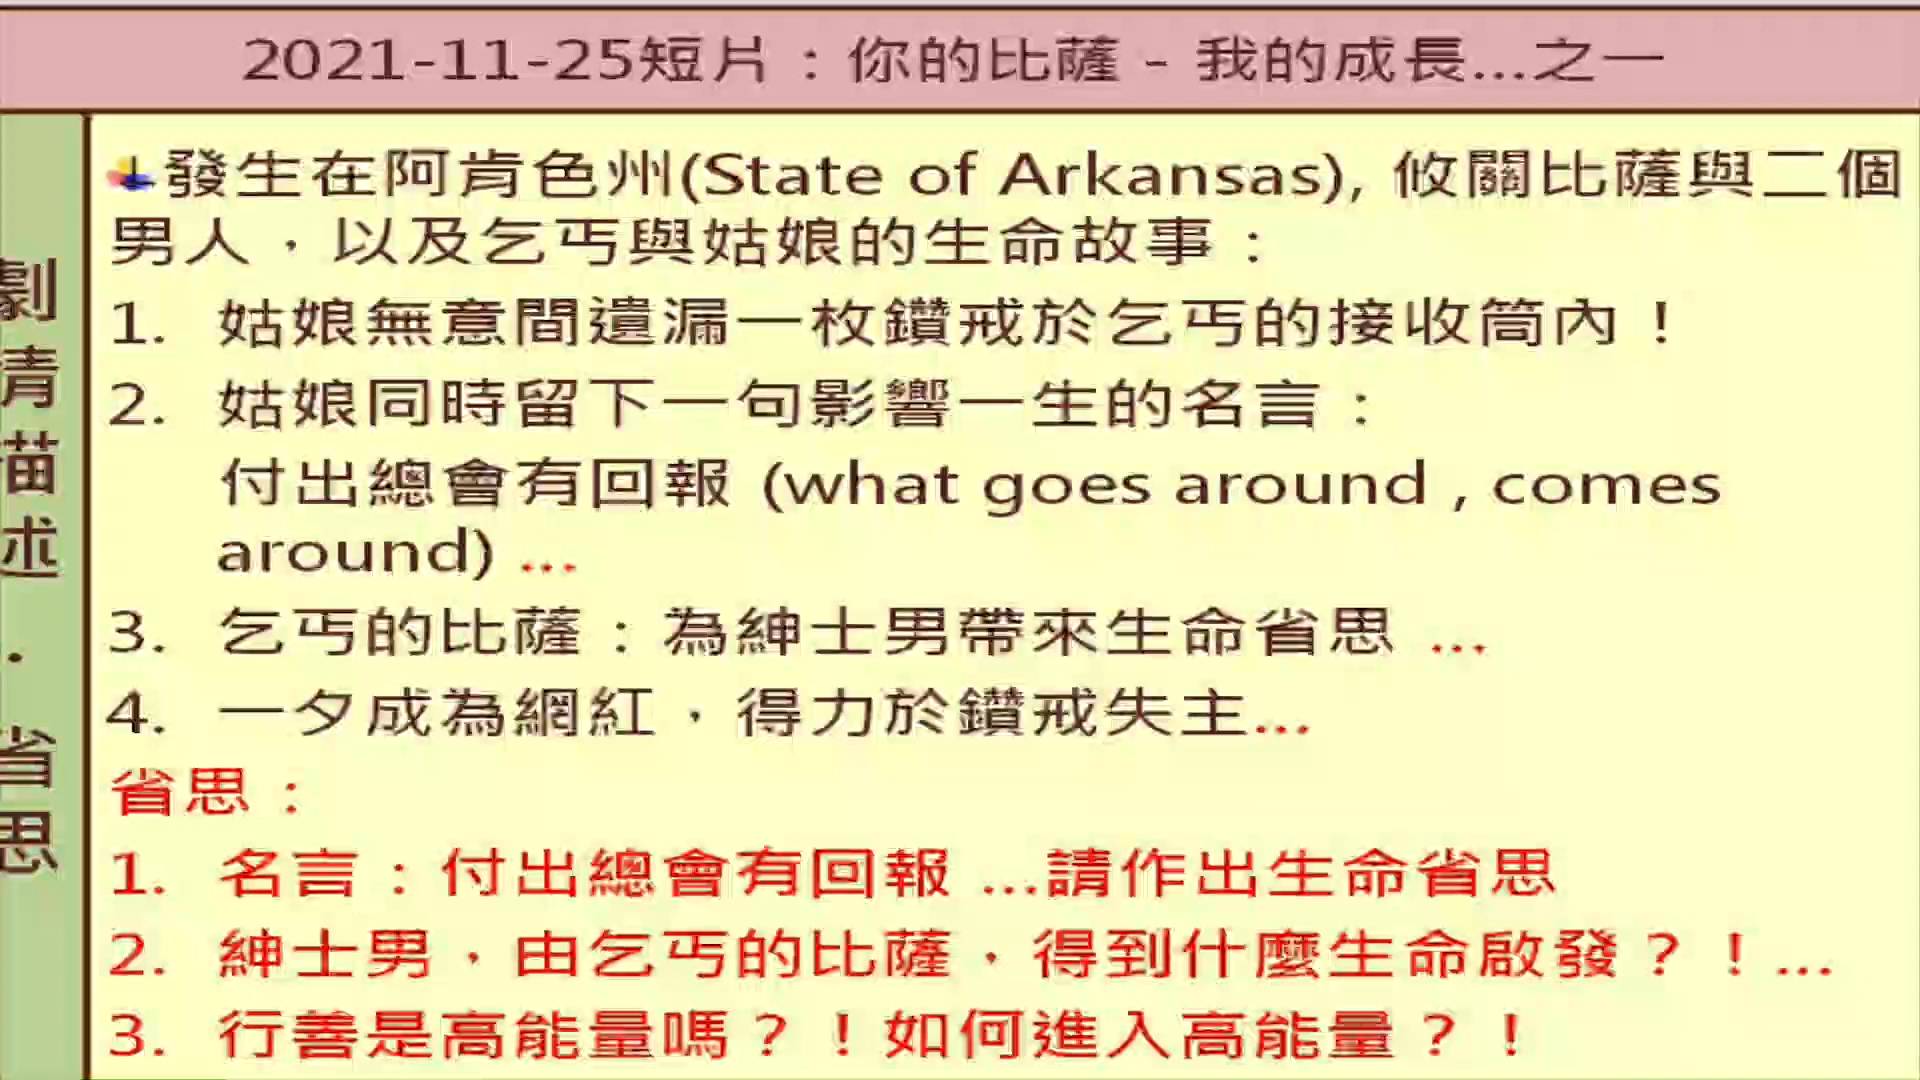 2021-11-25短片：你的比薩 - 我的成長...之一
劇情描述．省思
發生在阿肯色州(State of Arkansas), 攸關比薩與二個
男人，以及乞丐與姑娘的生命故事：
1. 姑娘無意間遺漏一枚鑽戒於乞丐的接收筒內！
2. 姑娘同時留下一句影響一生的名言：
付出總會有回報 (what goes around , comes
around) ...
3. 乞丐的比薩：為紳士男帶來生命省思 ...
4. 一夕成為網紅，得力於鑽戒失主...
省思：
1. 名言：付出總會有回報 ...請作出生命省思
2. 紳士男，由乞丐的比薩，得到什麼生命啟發？！...
3. 行善是高能量嗎？！如何進入高能量？！